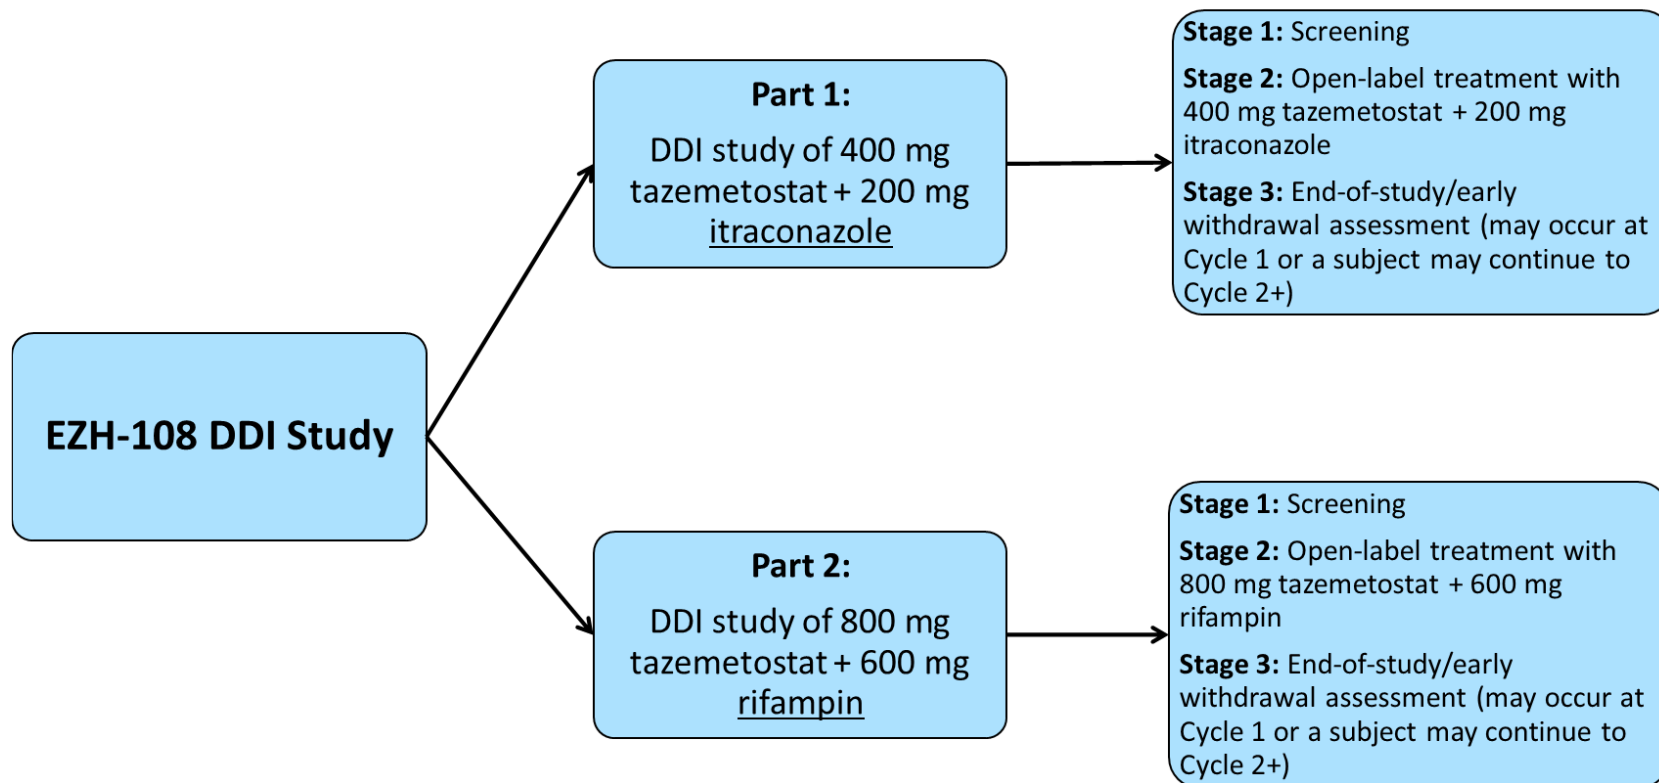 EZH-108 DDI Study
Part 1:
DDI study of 400 mg
tazemetostat + 200 mg
itraconazole
Stage 1: Screening
Stage 2: Open-label treatment with
400 mg tazemetostat + 200 mg
itraconazole
Stage 3: End-of-study/early
withdrawal assessment (may occur at
Cycle 1 or a subject may continue to
Cycle 2+)
Part 2:
DDI study of 800 mg
tazemetostat + 600 mg
rifampin
Stage 1: Screening
Stage 2: Open-label treatment with
800 mg tazemetostat + 600 mg
rifampin
Stage 3: End-of-study/early
withdrawal assessment (may occur at
Cycle 1 or a subject may continue to
Cycle 2+)